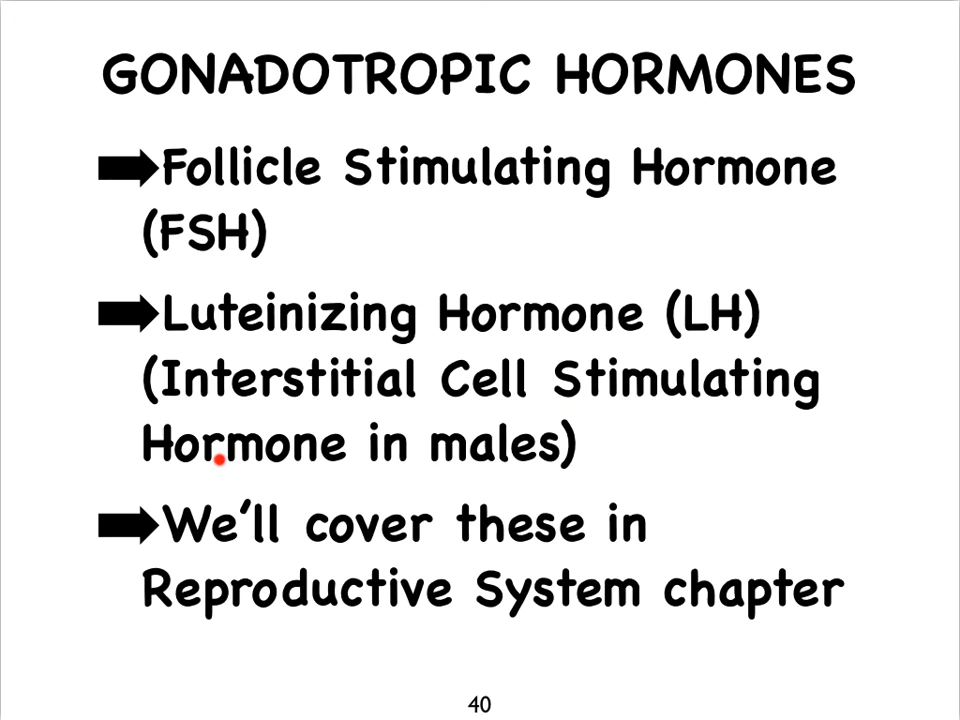 GONADOTROPIC HORMONES
Follicle Stimulating Hormone
(FSH)
Luteinizing Hormone (LH)
(Interstitial Cell Stimulating
Hormone in males)
We'll cover these in
Reproductive System chapter
40